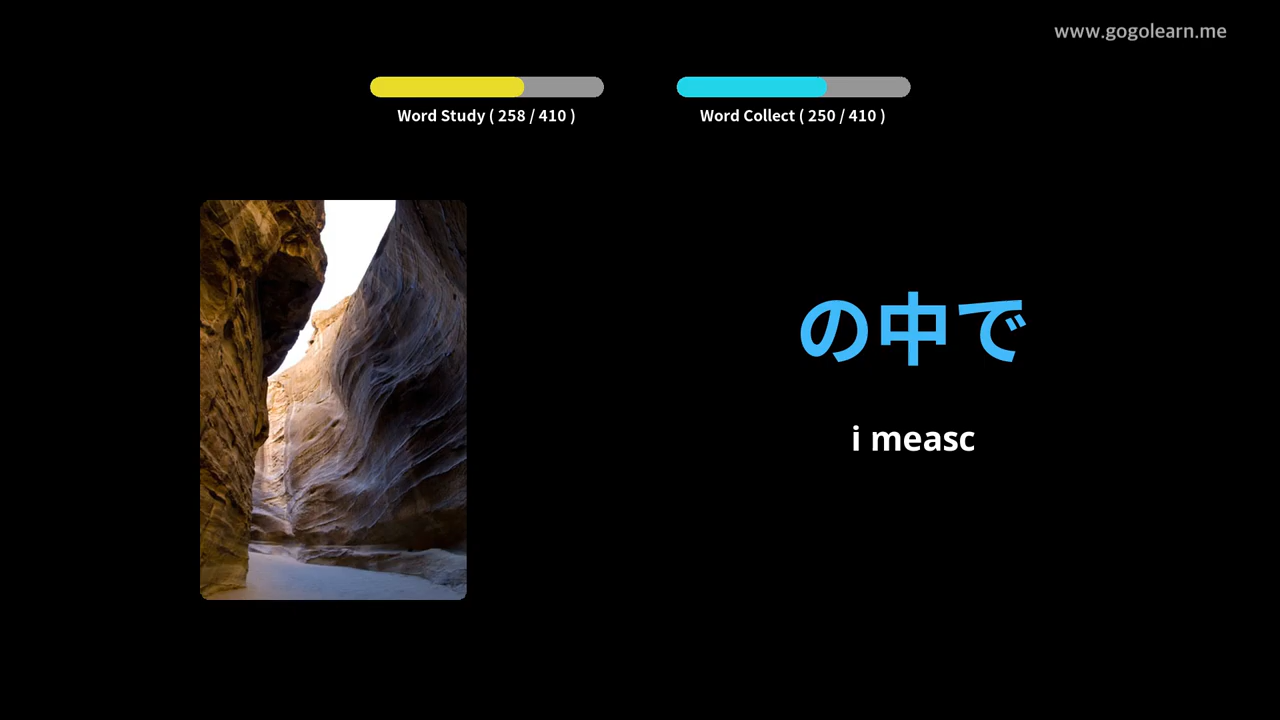 www.gogolearn.me
Word Study ( 258 / 410 )
Word Collect ( 250 / 410 )
の中で
i measc